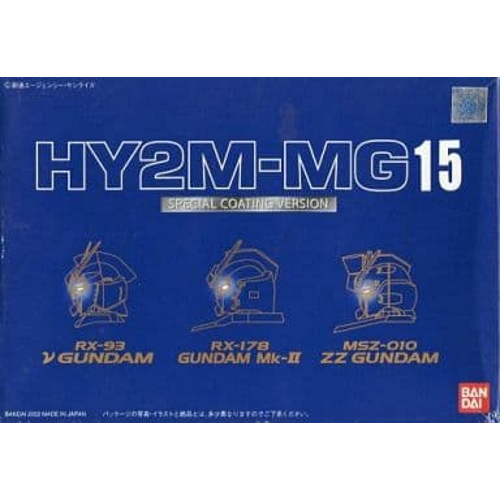 ©創通エージェンシー・サンライズ
HY2M-MG15
SPECIAL COATING VERSION
RX-93
νGUNDAM
RX-178
GUNDAM Mk-II
MSZ-010
ZZ GUNDAM
BAN
DAI
BANDAI 2002 MADE IN JAPAN
パッケージの写真・イラストと商品とは、多少異なりますのでご了承ください。